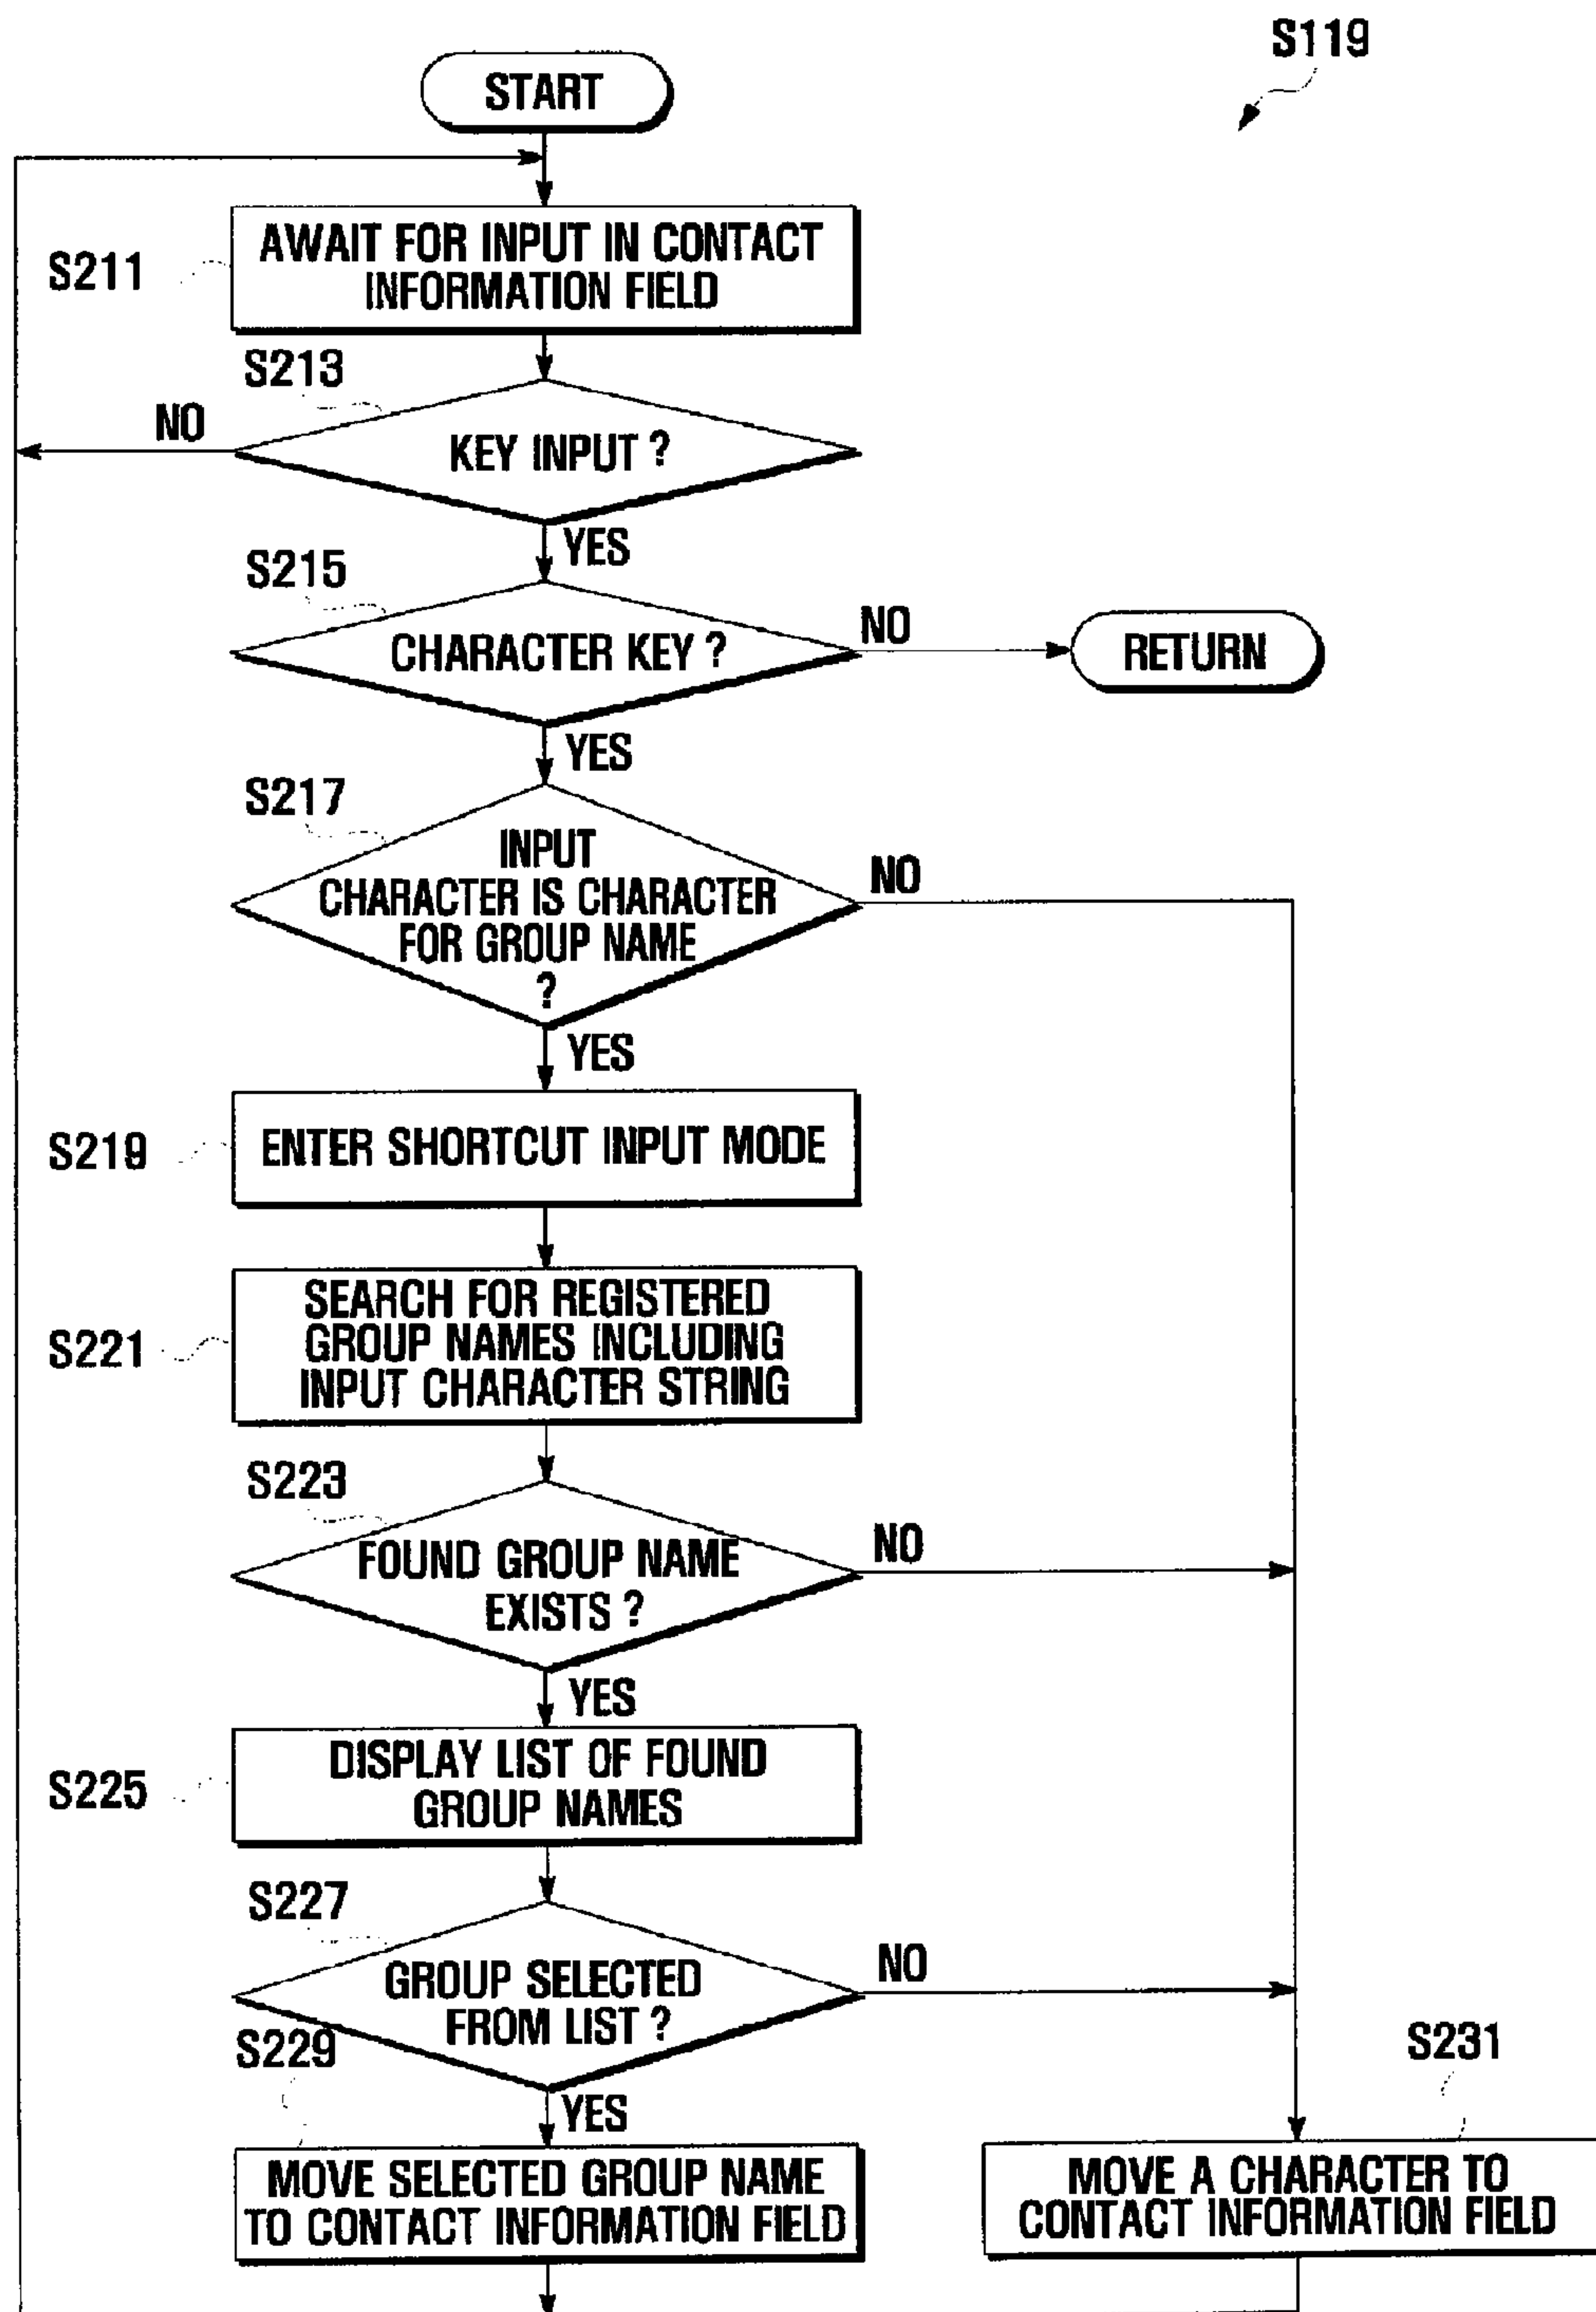 S119
START
S211
AWAIT FOR INPUT IN CONTACT
INFORMATION FIELD
S213
NO
KEY INPUT ?
YES
S215
NO
CHARACTER KEY ?
RETURN
YES
S217
INPUT
CHARACTER IS CHARACTER
FOR GROUP NAME
?
NO
YES
S219
ENTER SHORTCUT INPUT MODE
S221
SEARCH FOR REGISTERED
GROUP NAMES INCLUDING
INPUT CHARACTER STRING
S223
NO
FOUND GROUP NAME
EXISTS ?
YES
S225
DISPLAY LIST OF FOUND
GROUP NAMES
S227
NO
GROUP SELECTED
FROM LIST ?
S229
YES
S231
MOVE SELECTED GROUP NAME
TO CONTACT INFORMATION FIELD
MOVE A CHARACTER TO
CONTACT INFORMATION FIELD